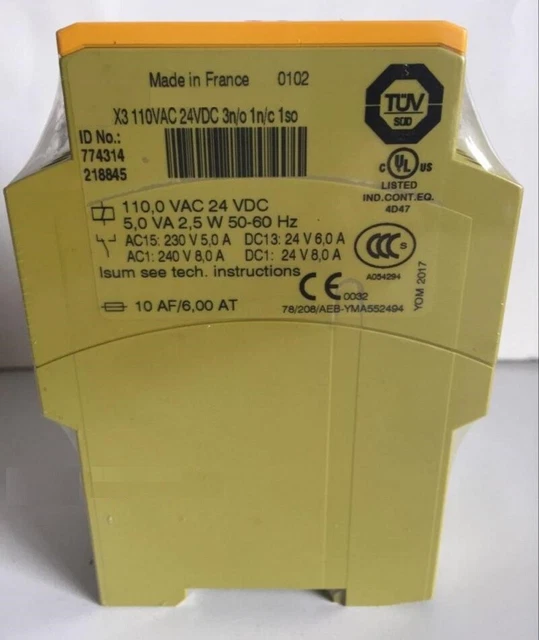 Made in France 0102
TÜV
SÜD
X3 110VAC 24VDC 3n/o 1n/c 1so
ID No.:
774314
218845
C UL US
LISTED
IND.CONT.EQ.
4D47
110,0 VAC 24 VDC
5,0 VA 2,5 W 50-60 Hz
AC15: 230 V 5,0 A DC13: 24 V 6,0 A
AC1: 240 V 8,0 A DC1: 24 V 8,0 A
Isum see tech. instructions
CCC S
A054294
CE 0032
YOM 2017
10 AF/6,00 AT
78/208/AEB-YMA552494